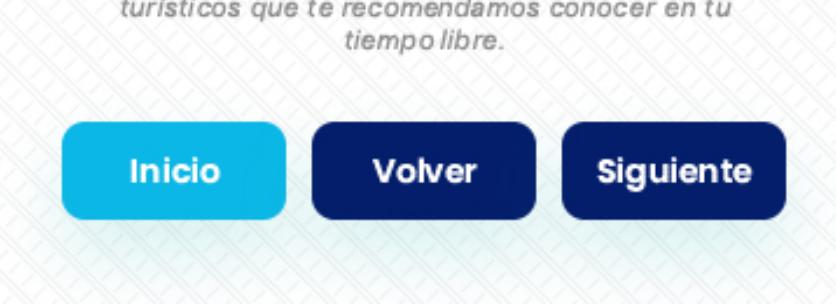 turísticos que te recomendamos conocer en tu
tiempo libre.
Inicio Volver Siguiente